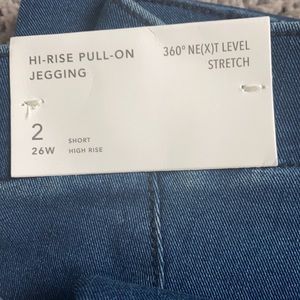 HI-RISE PULL-ON
JEGGING
360° NE(X)T LEVEL
STRETCH
2
26W
SHORT
HIGH RISE